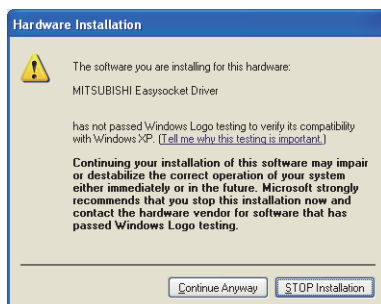 Hardware Installation
The software you are installing for this hardware:
MITSUBISHI Easysocket Driver
has not passed Windows Logo testing to verify its compatibility
with Windows XP. (Tell me why this testing is important.)
Continuing your installation of this software may impair
or destabilize the correct operation of your system
either immediately or in the future. Microsoft strongly
recommends that you stop this installation now and
contact the hardware vendor for software that has
passed Windows Logo testing.
Continue Anyway
STOP Installation